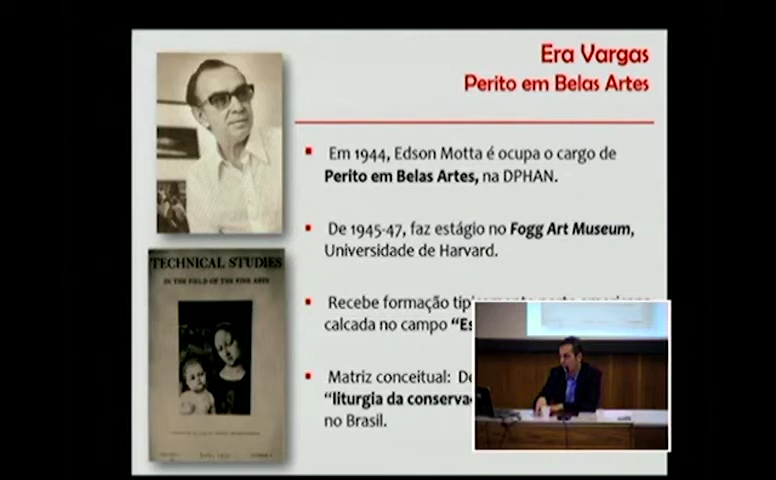 Era Vargas
Perito em Belas Artes
Em 1944, Edson Motta é ocupa o cargo de
Perito em Belas Artes, na DPHAN.
De 1945-47, faz estágio no Fogg Art Museum,
Universidade de Harvard.
Recebe formação
calcada no campo
Matriz conceitual:
“liturgia da
no Brasil.
TECHNICAL STUDIES
IN THE FIELD OF THE FINE ARTS